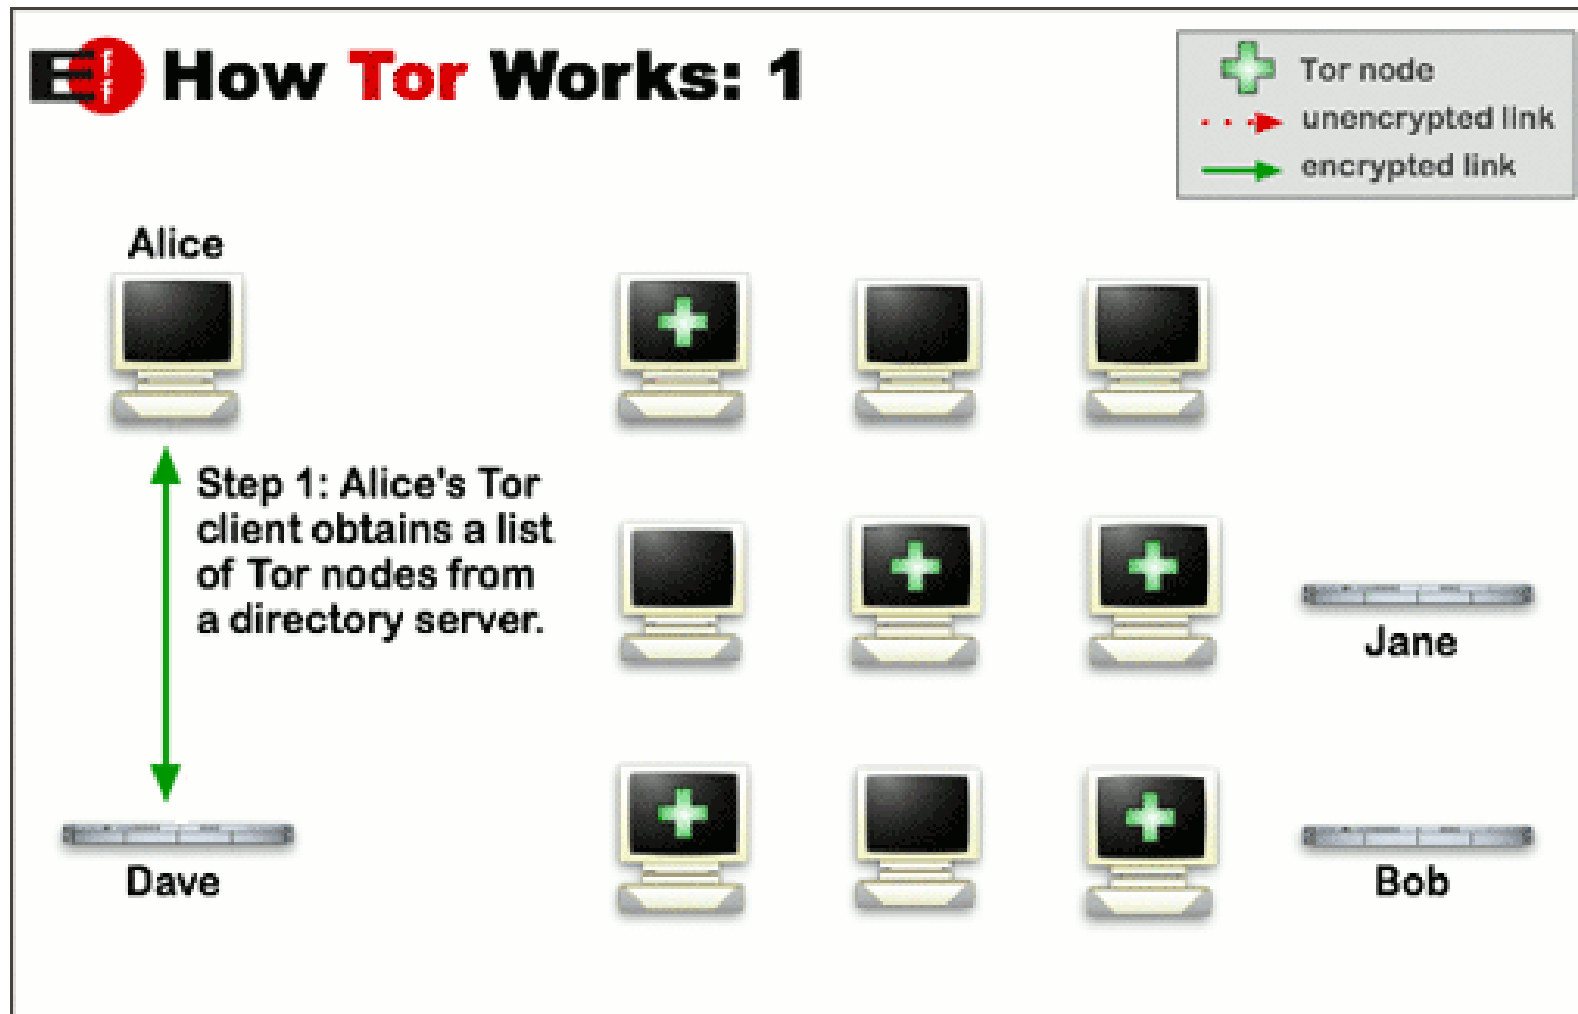 EFF How Tor Works: 1
Tor node
unencrypted link
encrypted link
Alice
Step 1: Alice's Tor
client obtains a list
of Tor nodes from
a directory server.
Jane
Dave
Bob